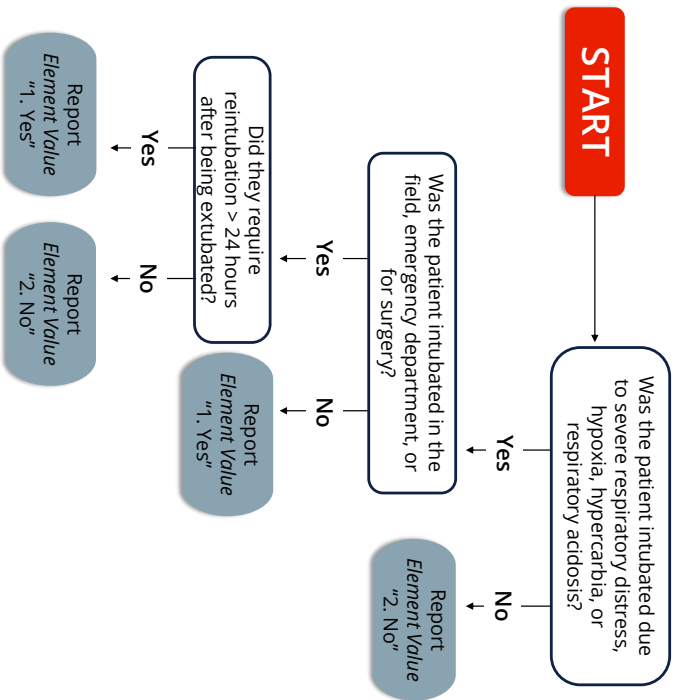 START
Was the patient intubated due
to severe respiratory distress,
hypoxia, hypercarbia, or
respiratory acidosis?
Yes
No
Was the patient intubated in the
field, emergency department, or
for surgery?
Report
Element Value
“2. No”
Yes
No
Did they require
reintubation > 24 hours
after being extubated?
Report
Element Value
“1. Yes”
Yes
No
Report
Element Value
“1. Yes”
Report
Element Value
“2. No”